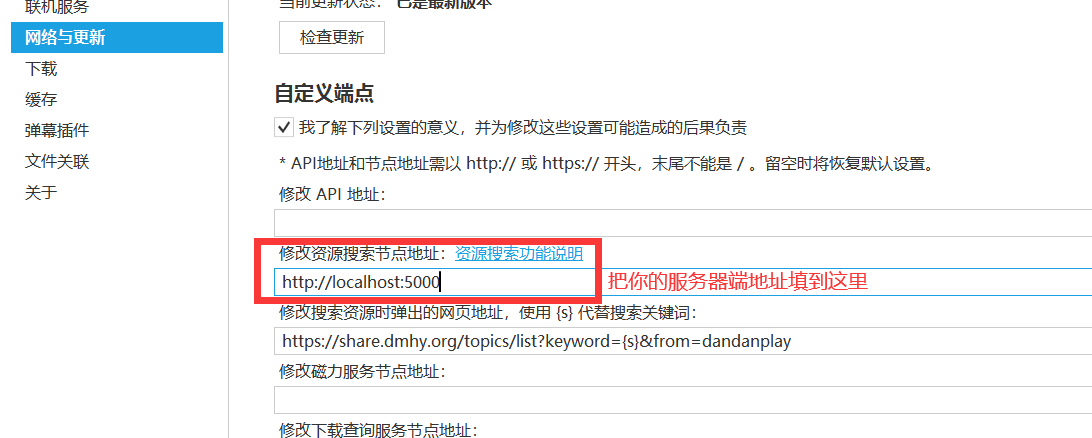 联机服务
网络与更新
下载
缓存
弹幕插件
文件关联
关于
当前更新状态： 已是最新版本
检查更新
自定义端点
我了解下列设置的意义，并为修改这些设置可能造成的后果负责
* API地址和节点地址需以 http:// 或 https:// 开头，末尾不能是 / 。留空时将恢复默认设置。
修改 API 地址：
修改资源搜索节点地址： 资源搜索功能说明
http://localhost:5000
把你的服务器端地址填到这里
修改搜索资源时弹出的网页地址，使用 {s} 代替搜索关键词：
https://share.dmhy.org/topics/list?keyword={s}&from=dandanplay
修改磁力服务节点地址：
修改下载查询服务节点地址：